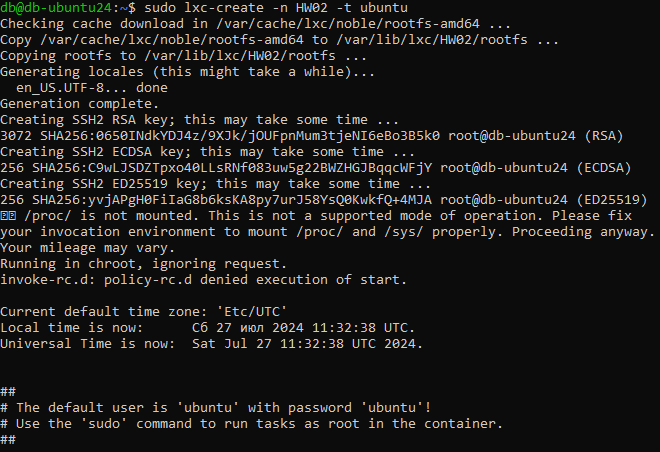 db@db-ubuntu24:~$ sudo lxc-create -n HW02 -t ubuntu
Checking cache download in /var/cache/lxc/noble/rootfs-amd64 ...
Copy /var/cache/lxc/noble/rootfs-amd64 to /var/lib/lxc/HW02/rootfs ...
Copying rootfs to /var/lib/lxc/HW02/rootfs ...
Generating locales (this might take a while)...
  en_US.UTF-8... done
Generation complete.
Creating SSH2 RSA key; this may take some time ...
3072 SHA256:0650INdkYDJ4z/9XJk/jOUFpnMum3tjeNI6eBo3B5k0 root@db-ubuntu24 (RSA)
Creating SSH2 ECDSA key; this may take some time ...
256 SHA256:C9wLJSDZTpxo40LLsRNf083uw5g22BWZHGJBqqcWFjY root@db-ubuntu24 (ECDSA)
Creating SSH2 ED25519 key; this may take some time ...
256 SHA256:yvjAPgH0FiIaG8b6ksKA8py7urJ58YsQ0KwkfQ+4MJA root@db-ubuntu24 (ED25519)
/proc/ is not mounted. This is not a supported mode of operation. Please fix
your invocation environment to mount /proc/ and /sys/ properly. Proceeding anyway.
Your mileage may vary.
Running in chroot, ignoring request.
invoke-rc.d: policy-rc.d denied execution of start.

Current default time zone: 'Etc/UTC'
Local time is now:      Сб 27 июл 2024 11:32:38 UTC.
Universal Time is now:  Sat Jul 27 11:32:38 UTC 2024.

##
# The default user is 'ubuntu' with password 'ubuntu'!
# Use the 'sudo' command to run tasks as root in the container.
##